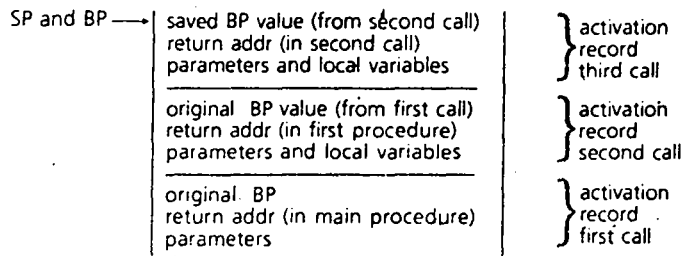 SP and BP → saved BP value (from second call) } activation
return addr (in second call) record
parameters and local variables third call
original BP value (from first call) } activation
return addr (in first procedure) record
parameters and local variables second call
original BP } activation
return addr (in main procedure) record
parameters first call